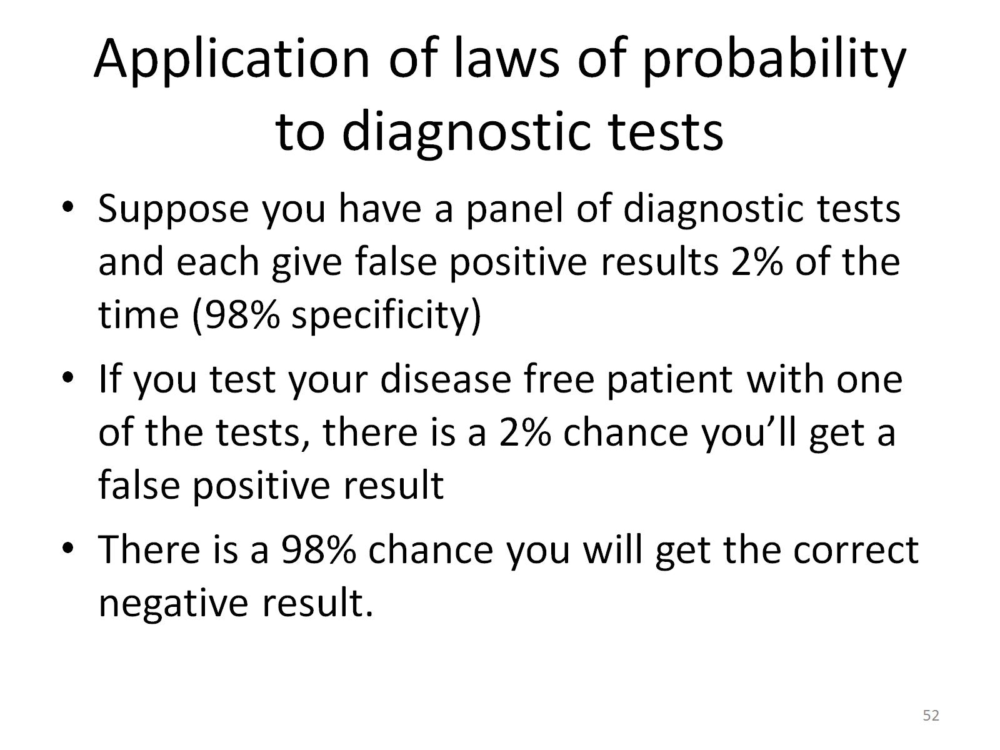 Application of laws of probability
to diagnostic tests
• Suppose you have a panel of diagnostic tests
and each give false positive results 2% of the
time (98% specificity)
• If you test your disease free patient with one
of the tests, there is a 2% chance you’ll get a
false positive result
• There is a 98% chance you will get the correct
negative result.
52